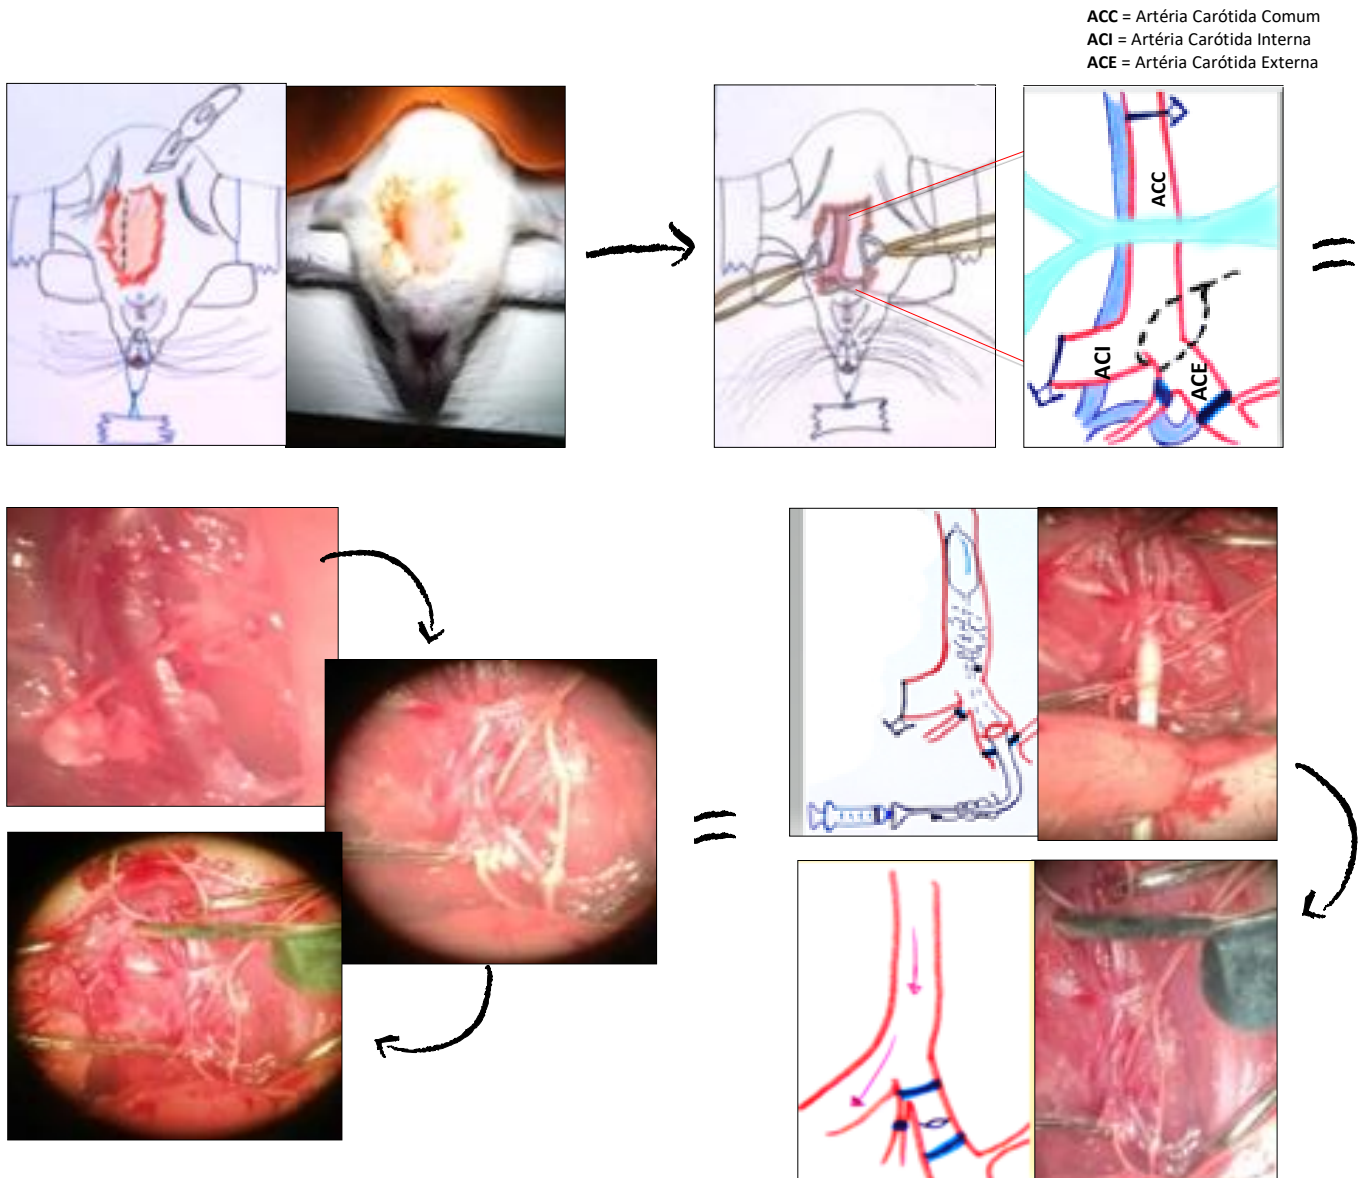 ACC = Artéria Carótida Comum
ACI = Artéria Carótida Interna
ACE = Artéria Carótida Externa
ACC
ACI
ACE